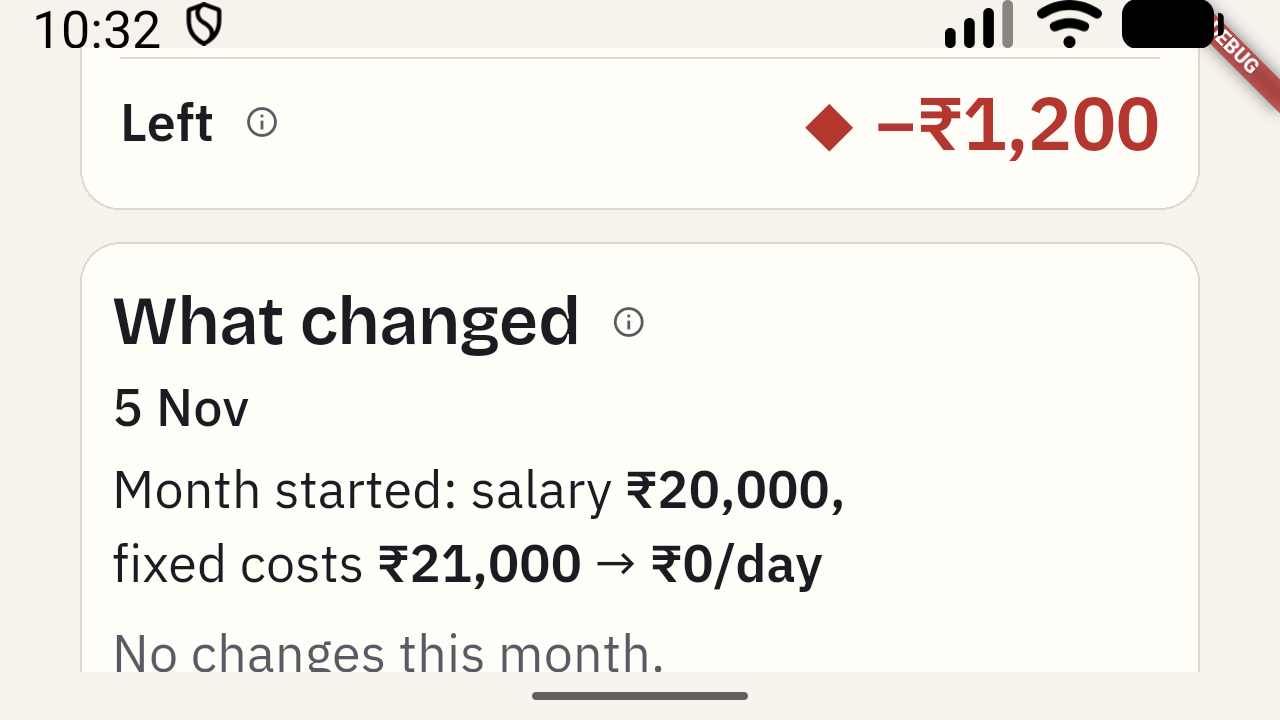 10:32
DEBUG
Left
–₹1,200
What changed
5 Nov
Month started: salary ₹20,000,
fixed costs ₹21,000 → ₹0/day
No changes this month.